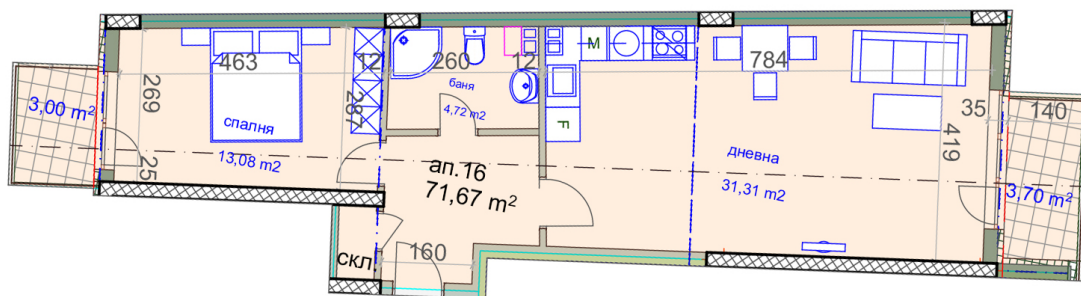 463
12
260
12
784
M
269
3,00 m²
267
баня
4,72 m2
35
140
спалня
F
419
25
13,08 m2
ап.16
дневна
71,67 m²
31,31 m2
3,70 m²
скл.
160